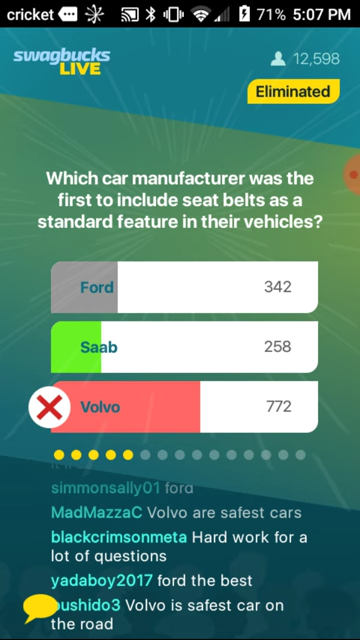 cricket 71% 5:07 PM
swagbucks
LIVE
12,598
Eliminated
Which car manufacturer was the
first to include seat belts as a
standard feature in their vehicles?
Ford 342
Saab 258
Volvo 772
simmonsally01 ford
MadMazzaC Volvo are safest cars
blackcrimsonmeta Hard work for a
lot of questions
yadaboy2017 ford the best
ushido3 Volvo is safest car on
the road